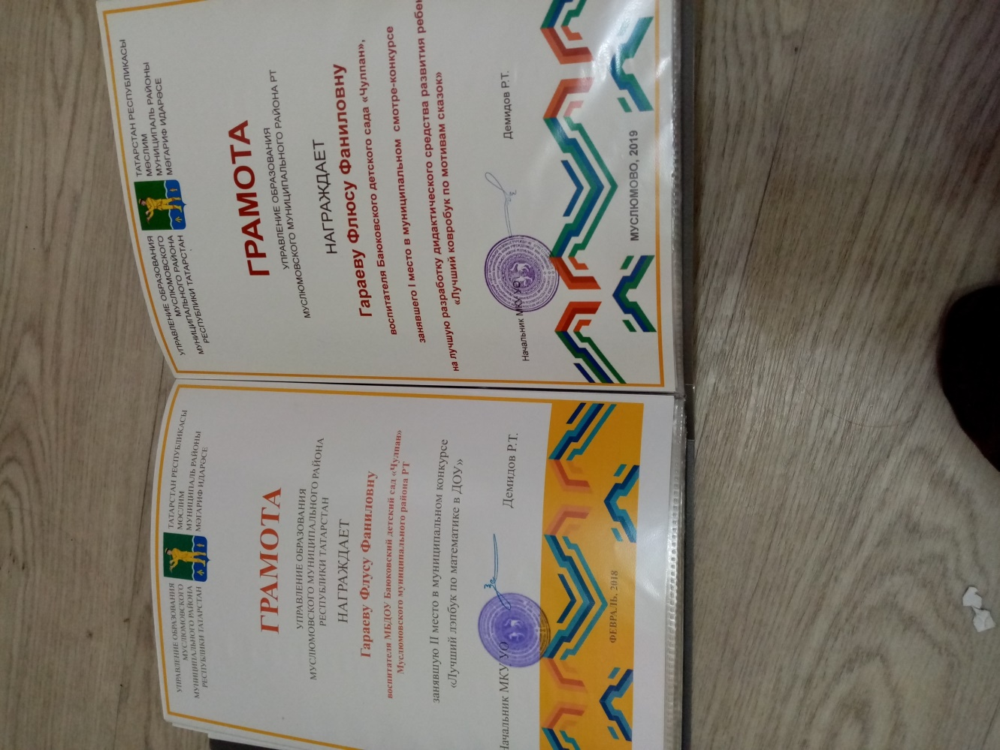 УПРАВЛЕНИЕ ОБРАЗОВАНИЯ
МУСЛЮМОВСКОГО
МУНИЦИПАЛЬНОГО РАЙОНА
РЕСПУБЛИКИ ТАТАРСТАН
ТАТАРСТАН РЕСПУБЛИКАСЫ
МӨСЛИМ
МУНИЦИПАЛЬ РАЙОНЫ
МӘГАРИФ ИДАРӘСЕ
ГРАМОТА
УПРАВЛЕНИЕ ОБРАЗОВАНИЯ
МУСЛЮМОВСКОГО МУНИЦИПАЛЬНОГО РАЙОНА
РЕСПУБЛИКИ ТАТАРСТАН
НАГРАЖДАЕТ
Гараеву Флусу Фаниловну
воспитателя МБДОУ Баюковский детский сад «Чулпан»
Муслюмовского муниципального района РТ
занявшую II место в муниципальном конкурсе
«Лучший лэпбук по математике в ДОУ»
Начальник МКУ УО
Демидов Р.Т.
ФЕВРАЛЬ, 2018
УПРАВЛЕНИЕ ОБРАЗОВАНИЯ
МУСЛЮМОВСКОГО
МУНИЦИПАЛЬНОГО РАЙОНА
РЕСПУБЛИКИ ТАТАРСТАН
ТАТАРСТАН РЕСПУБЛИКАСЫ
МӨСЛИМ
МУНИЦИПАЛЬ РАЙОНЫ
МӘГАРИФ ИДАРӘСЕ
ГРАМОТА
УПРАВЛЕНИЕ ОБРАЗОВАНИЯ
МУСЛЮМОВСКОГО МУНИЦИПАЛЬНОГО РАЙОНА РТ
НАГРАЖДАЕТ
Гараеву Флюсу Фаниловну
воспитателя Баюковского детского сада «Чулпан»,
занявшего I место в муниципальном смотре-конкурсе
на лучшую разработку дидактического средства развития ребен
«Лучший ковробук по мотивам сказок»
Начальник МКУ УО
Демидов Р.Т.
МУСЛЮМОВО, 2019